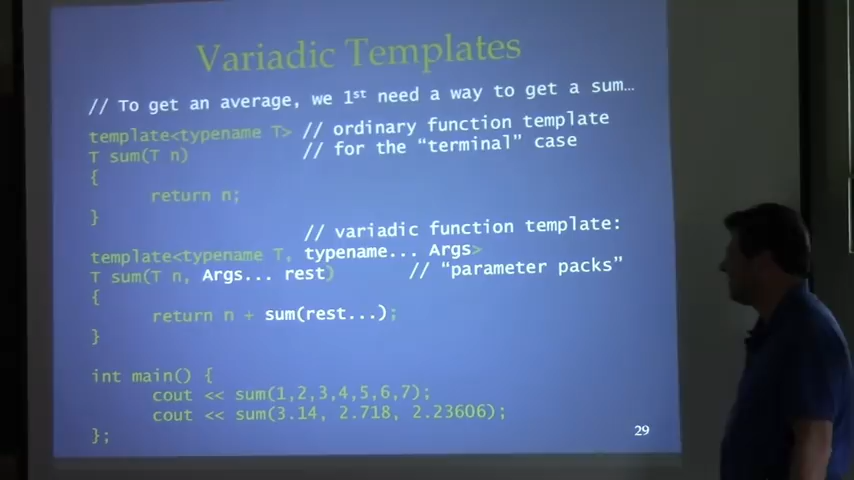 Variadic Templates
// To get an average, we 1st need a way to get a sum…
template<typename T> // ordinary function template
T sum(T n) // for the “terminal” case
{
return n;
}
// variadic function template:
template<typename T, typename... Args>
T sum(T n, Args... rest) // “parameter packs”
{
return n + sum(rest...);
}
int main() {
cout << sum(1,2,3,4,5,6,7);
cout << sum(3.14, 2.718, 2.23606);
};
29